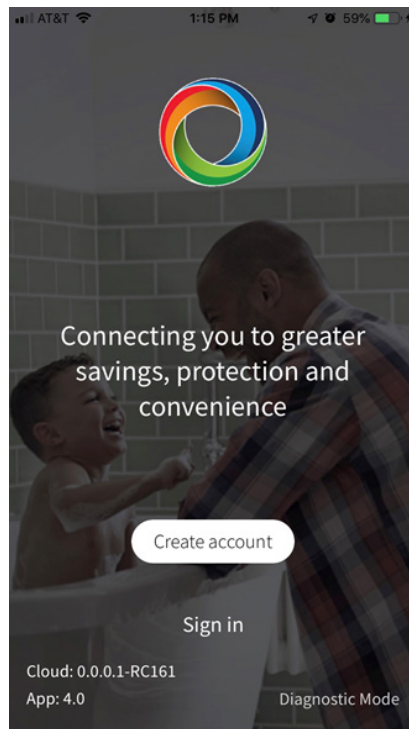 AT&T 1:15 PM 59%
Connecting you to greater
savings, protection and
convenience
Create account
Sign in
Cloud: 0.0.0.1-RC161
App: 4.0 Diagnostic Mode